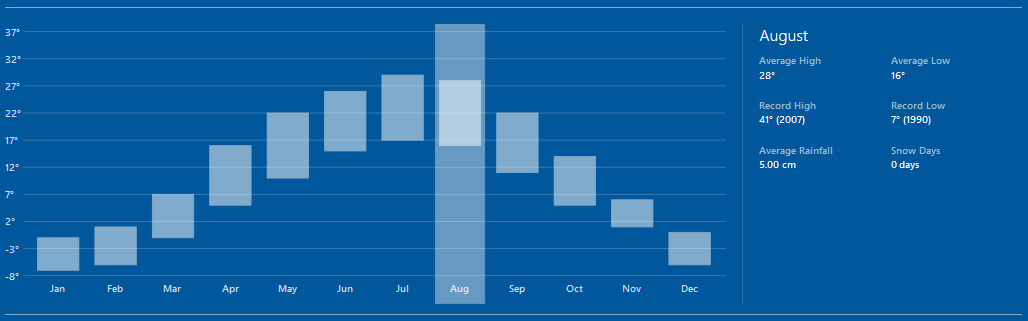 37°
32°
27°
22°
17°
12°
7°
2°
-3°
-8°
Jan Feb Mar Apr May Jun Jul Aug Sep Oct Nov Dec
August
Average High Average Low
28° 16°
Record High Record Low
41° (2007) 7° (1990)
Average Rainfall Snow Days
5.00 cm 0 days